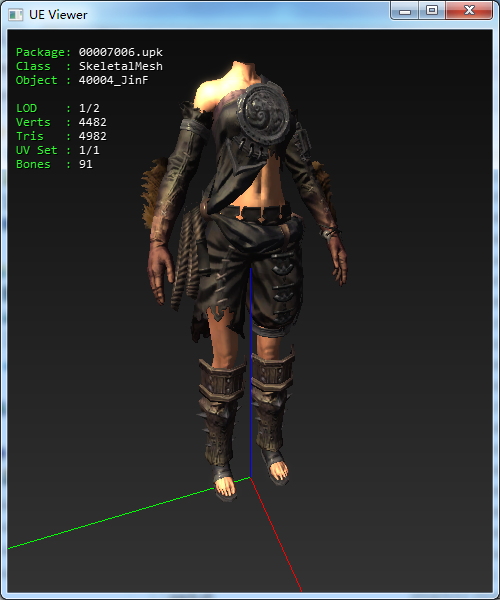 UE Viewer
Package: 00007006.upk
Class : SkeletalMesh
Object : 40004_JinF
LOD : 1/2
Verts : 4482
Tris : 4982
UV Set : 1/1
Bones : 91